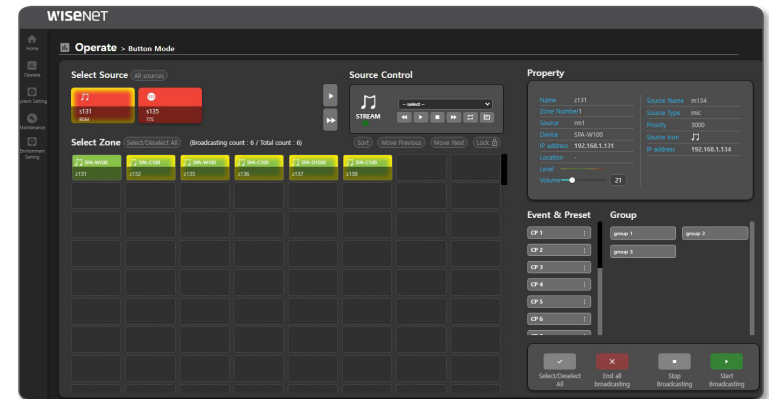 WISENET
Home
Operate
System Setting
Maintenance
Environment
Setting
Operate > Button Mode
Select Source All sources
s131
BGM
s135
TTS
Source Control
STREAM
-- select --
Select Zone Select/Deselect All (Broadcasting count : 6 / Total count : 6) Sort Move Previous Move Next Lock
SPA-W100
z131
SPA-C100
z132
SPA-W100
z135
SPA-C100
z136
z137
SPA-C100
z138
Property
Name z131
Zone Number1
Source rm1
Device SPA-W100
IP address 192.168.1.131
Location -
Level
Volume 21
Source Name rm134
Source Type mic
Priority 3000
Source icon
IP address 192.168.1.134
Event & Preset
CP 1
CP 2
CP 3
CP 4
CP 5
CP 6
Group
group 1
group 2
group 3
Select/Deselect
All
End all
broadcasting
Stop
Broadcasting
Start
Broadcasting